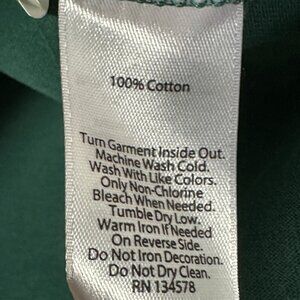 100% Cotton
Turn Garment Inside Out.
Machine Wash Cold.
Wash With Like Colors.
Only Non-Chlorine
Bleach When Needed.
Tumble Dry Low.
Warm Iron If Needed
On Reverse Side.
Do Not Iron Decoration.
Do Not Dry Clean.
RN 134578